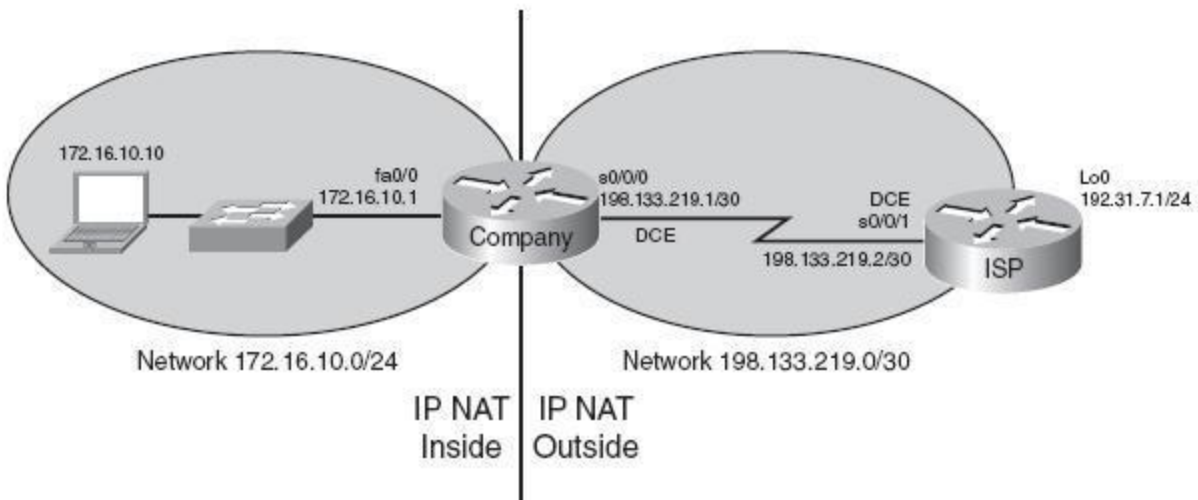 172.16.10.10
fa0/0
172.16.10.1
Company
s0/0/0
198.133.219.1/30
DCE
DCE
s0/0/1
198.133.219.2/30
Lo0
192.31.7.1/24
ISP
Network 172.16.10.0/24
Network 198.133.219.0/30
IP NAT
Inside
IP NAT
Outside